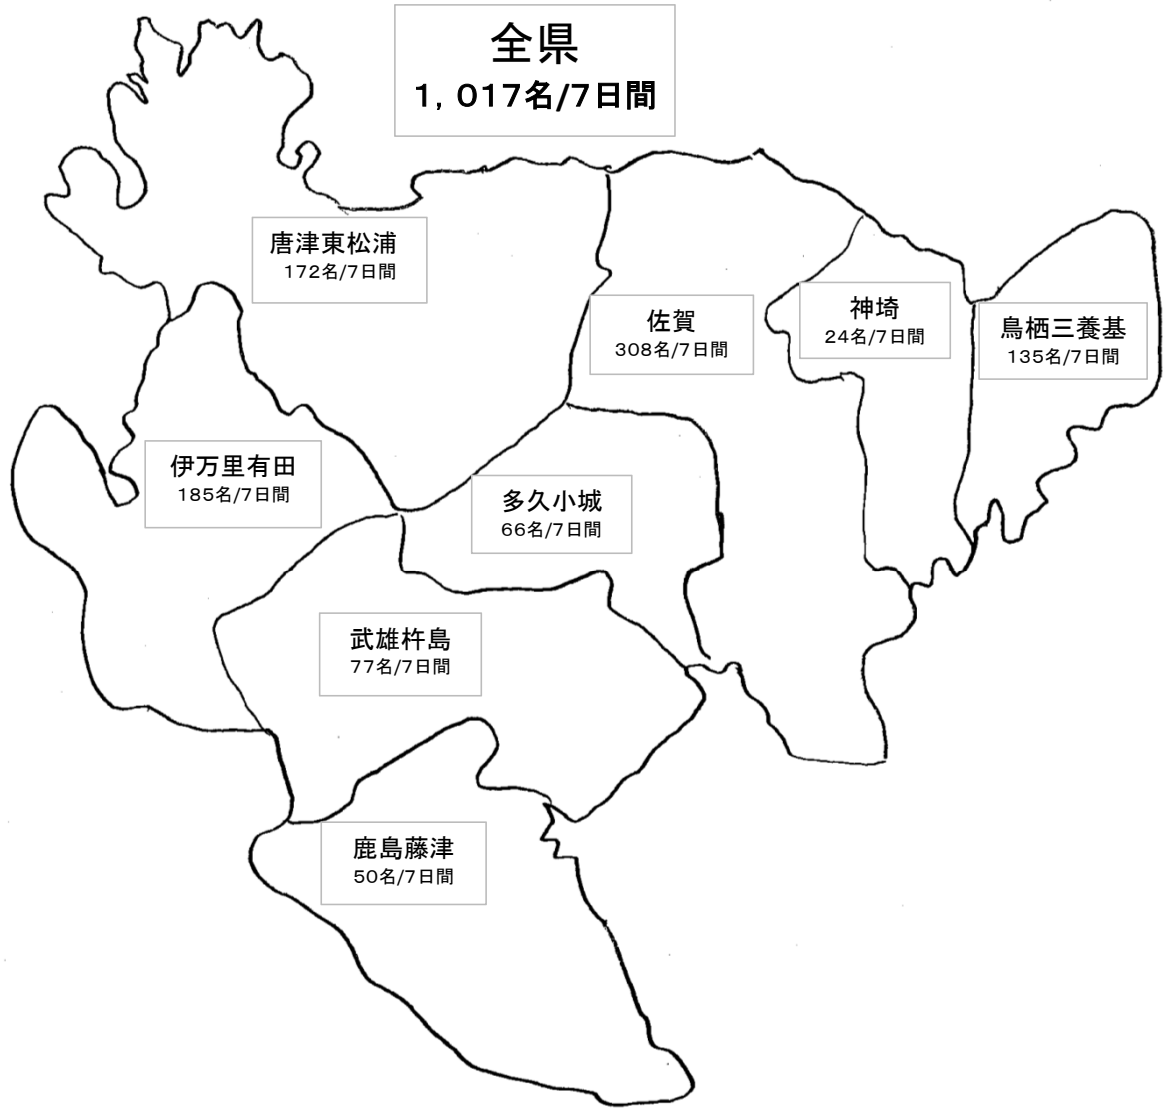 全県
1，017名/7日間
唐津東松浦
172名/7日間
佐賀
308名/7日間
神埼
24名/7日間
鳥栖三養基
135名/7日間
伊万里有田
185名/7日間
多久小城
66名/7日間
武雄杵島
77名/7日間
鹿島藤津
50名/7日間